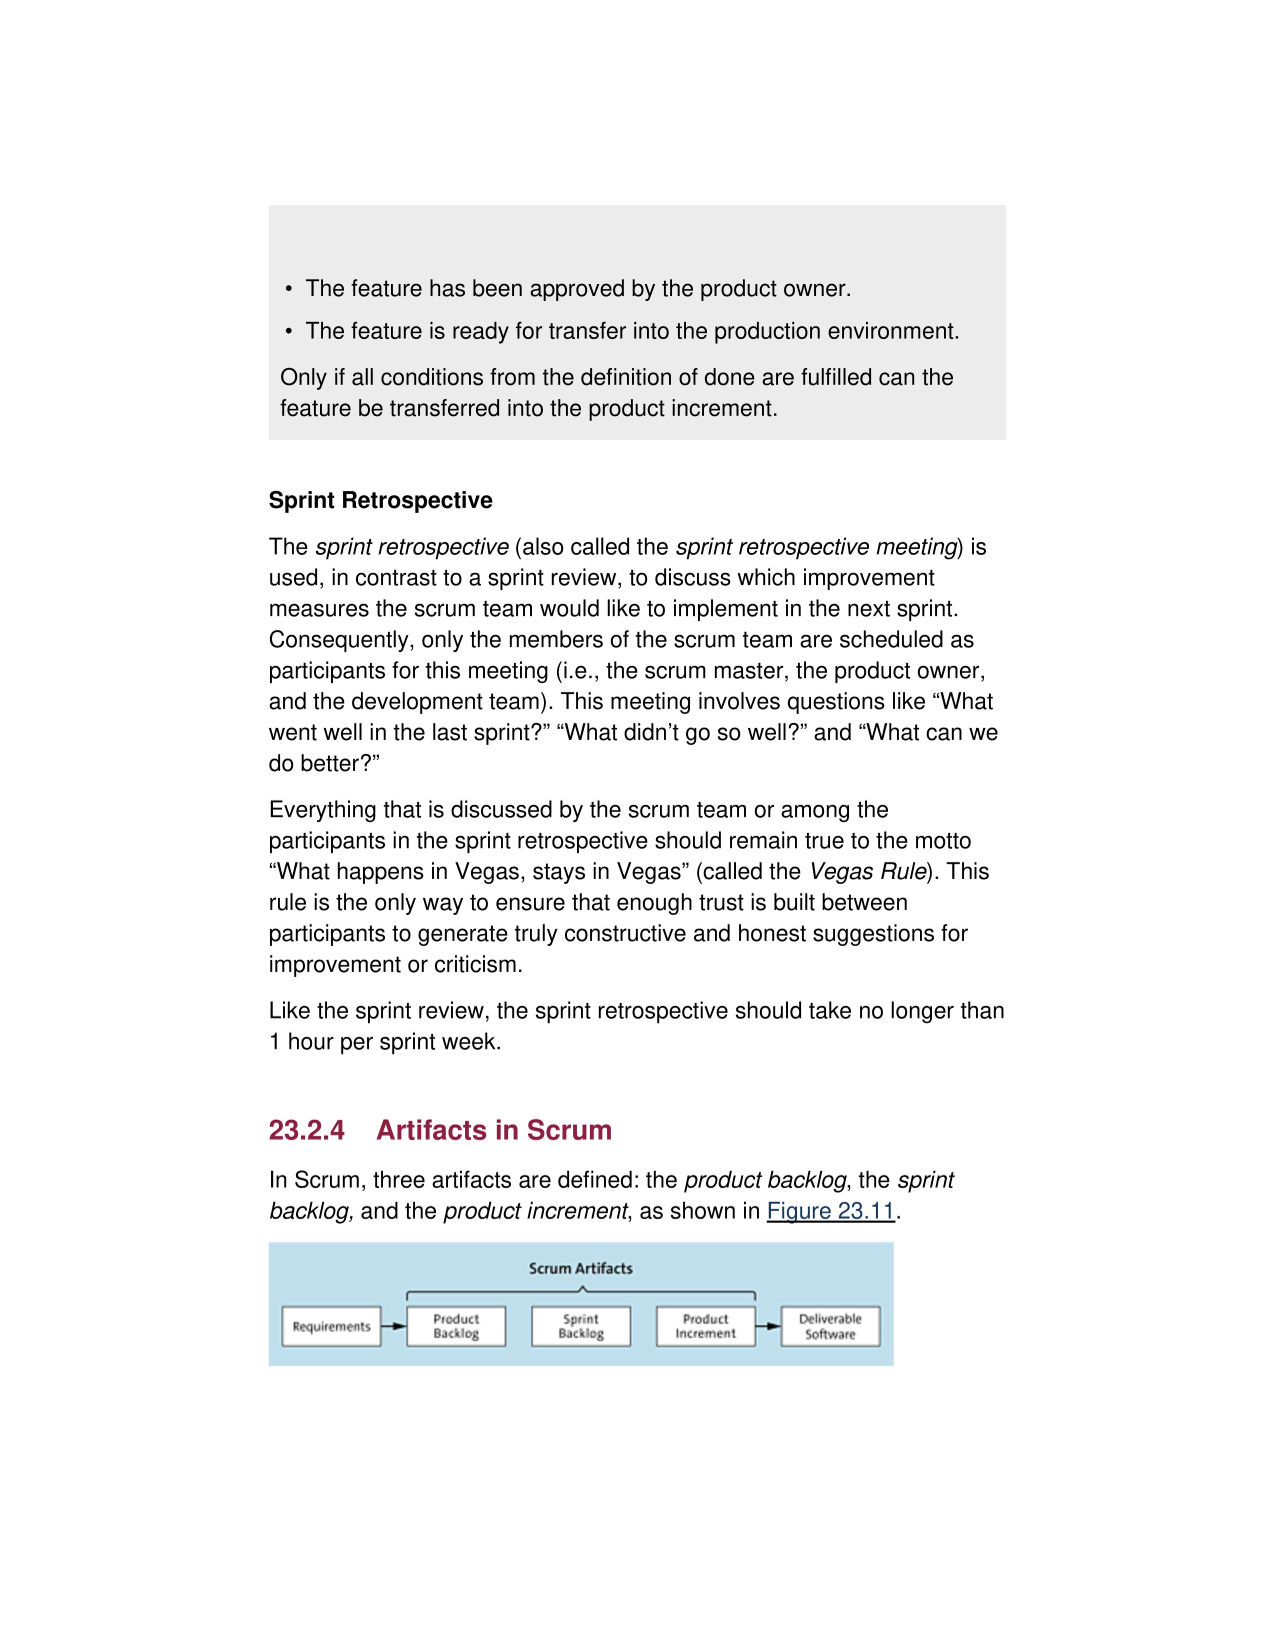 • The feature has been approved by the product owner.
• The feature is ready for transfer into the production environment.
Only if all conditions from the definition of done are fulfilled can the
feature be transferred into the product increment.
Sprint Retrospective
The sprint retrospective (also called the sprint retrospective meeting) is
used, in contrast to a sprint review, to discuss which improvement
measures the scrum team would like to implement in the next sprint.
Consequently, only the members of the scrum team are scheduled as
participants for this meeting (i.e., the scrum master, the product owner,
and the development team). This meeting involves questions like “What
went well in the last sprint?” “What didn’t go so well?” and “What can we
do better?”
Everything that is discussed by the scrum team or among the
participants in the sprint retrospective should remain true to the motto
“What happens in Vegas, stays in Vegas” (called the Vegas Rule). This
rule is the only way to ensure that enough trust is built between
participants to generate truly constructive and honest suggestions for
improvement or criticism.
Like the sprint review, the sprint retrospective should take no longer than
1 hour per sprint week.
23.2.4 Artifacts in Scrum
In Scrum, three artifacts are defined: the product backlog, the sprint
backlog, and the product increment, as shown in Figure 23.11.
Scrum Artifacts
Requirements
Product
Backlog
Sprint
Backlog
Product
Increment
Deliverable
Software